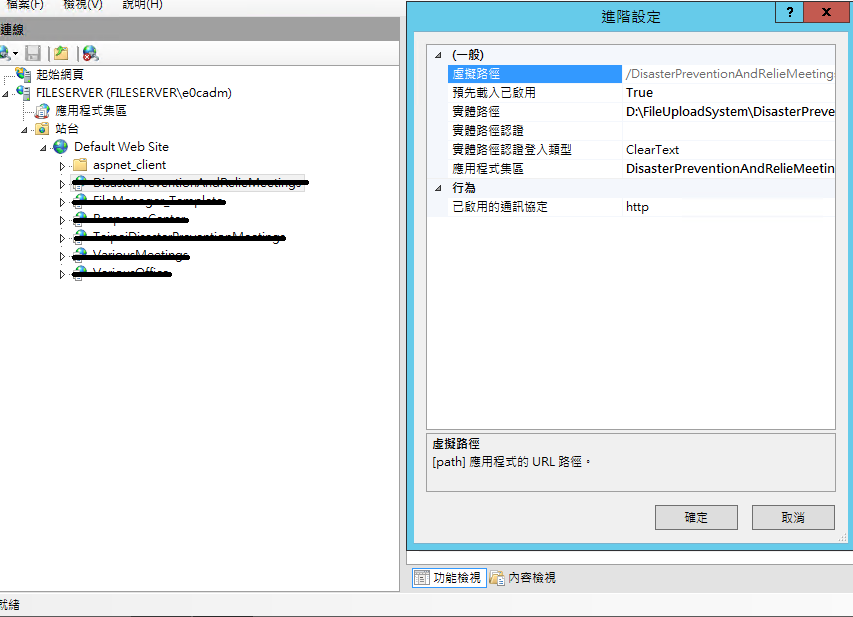 檔案(F) 檢視(V) 說明(H)
連線
起始網頁
FILESERVER (FILESERVER\e0cadm)
應用程式集區
站台
Default Web Site
aspnet_client
就緒
進階設定
?
x
(一般)
虛擬路徑 /DisasterPreventionAndRelieMeeting
預先載入已啟用 True
實體路徑 D:\FileUploadSystem\DisasterPreve
實體路徑認證
實體路徑認證登入類型 ClearText
應用程式集區 DisasterPreventionAndRelieMeetin
行為
已啟用的通訊協定 http
虛擬路徑
[path] 應用程式的 URL 路徑。
確定 取消
功能檢視 內容檢視